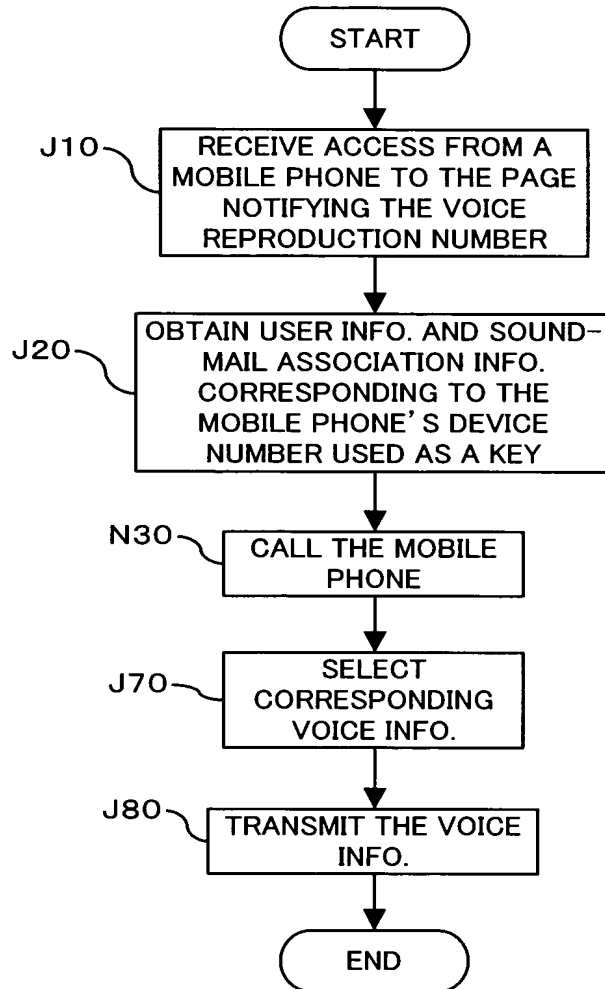 START
J10
RECEIVE ACCESS FROM A
MOBILE PHONE TO THE PAGE
NOTIFYING THE VOICE
REPRODUCTION NUMBER
J20
OBTAIN USER INFO. AND SOUND-
MAIL ASSOCIATION INFO.
CORRESPONDING TO THE
MOBILE PHONE'S DEVICE
NUMBER USED AS A KEY
N30
CALL THE MOBILE
PHONE
J70
SELECT
CORRESPONDING
VOICE INFO.
J80
TRANSMIT THE VOICE
INFO.
END